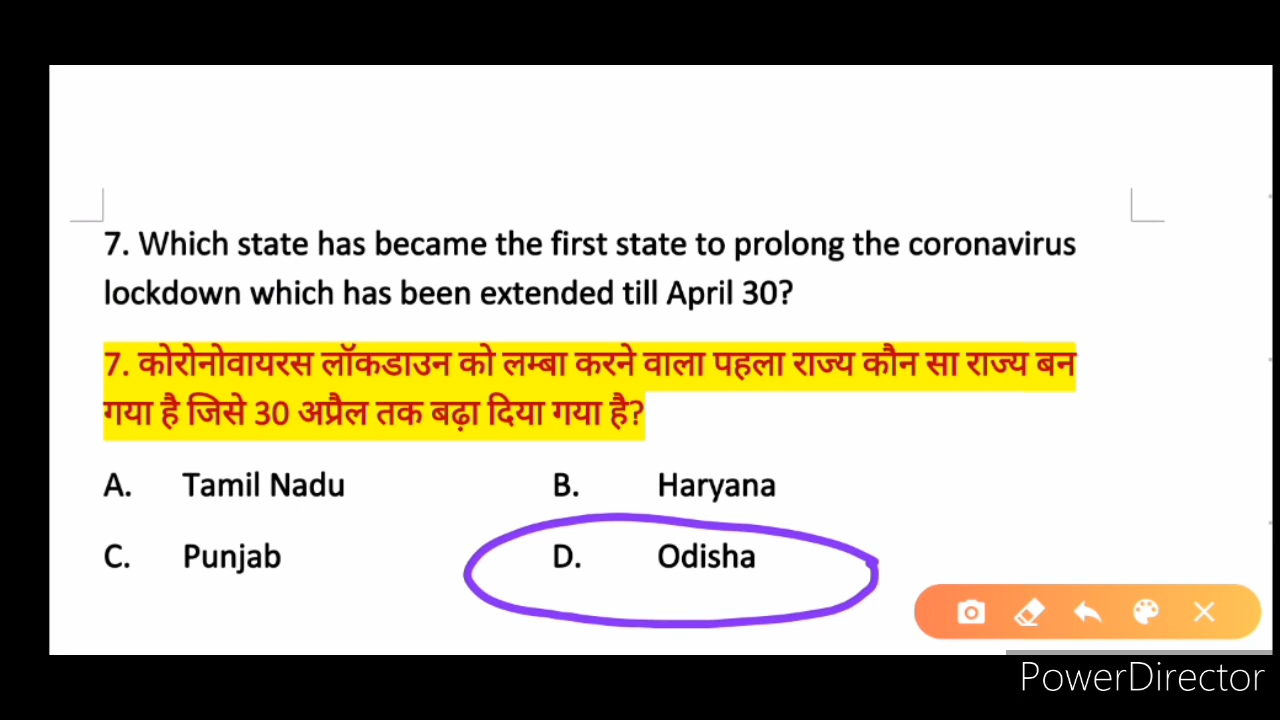 7. Which state has became the first state to prolong the coronavirus
lockdown which has been extended till April 30?
7. कोरोनोवायरस लॉकडाउन को लम्बा करने वाला पहला राज्य कौन सा राज्य बन
गया है जिसे 30 अप्रैल तक बढ़ा दिया गया है?
A. Tamil Nadu B. Haryana
C. Punjab D. Odisha
PowerDirector